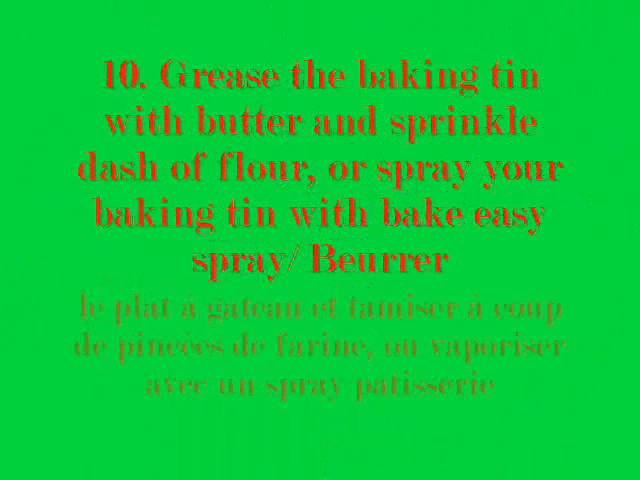 10. Grease the baking tin
with butter and sprinkle
dash of flour, or spray your
baking tin with bake easy
spray/ Beurrer
le plat à gateau et tamiser à coup
de pincées de farine, ou vaporiser
avec un spray patisserie